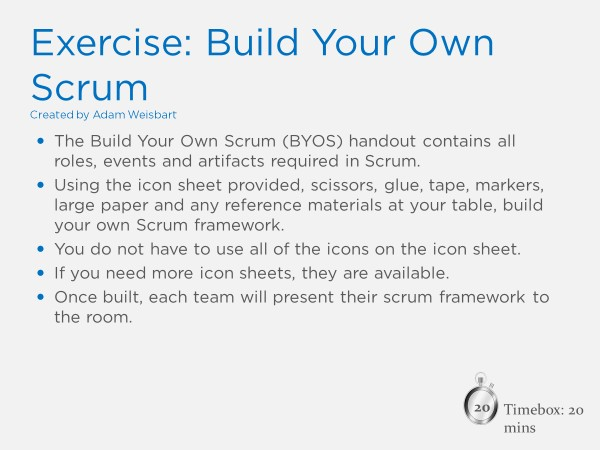 Exercise: Build Your Own
Scrum
Created by Adam Weisbart
• The Build Your Own Scrum (BYOS) handout contains all
roles, events and artifacts required in Scrum.
• Using the icon sheet provided, scissors, glue, tape, markers,
large paper and any reference materials at your table, build
your own Scrum framework.
• You do not have to use all of the icons on the icon sheet.
• If you need more icon sheets, they are available.
• Once built, each team will present their scrum framework to
the room.
20
Timebox: 20
mins